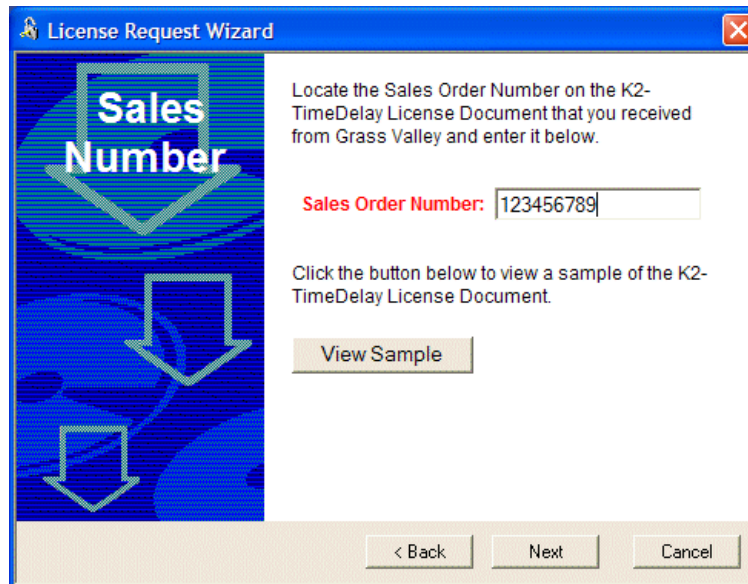 License Request Wizard
Sales
Number
Locate the Sales Order Number on the K2-
TimeDelay License Document that you received
from Grass Valley and enter it below.
Sales Order Number: 123456789
Click the button below to view a sample of the K2-
TimeDelay License Document.
View Sample
< Back Next Cancel